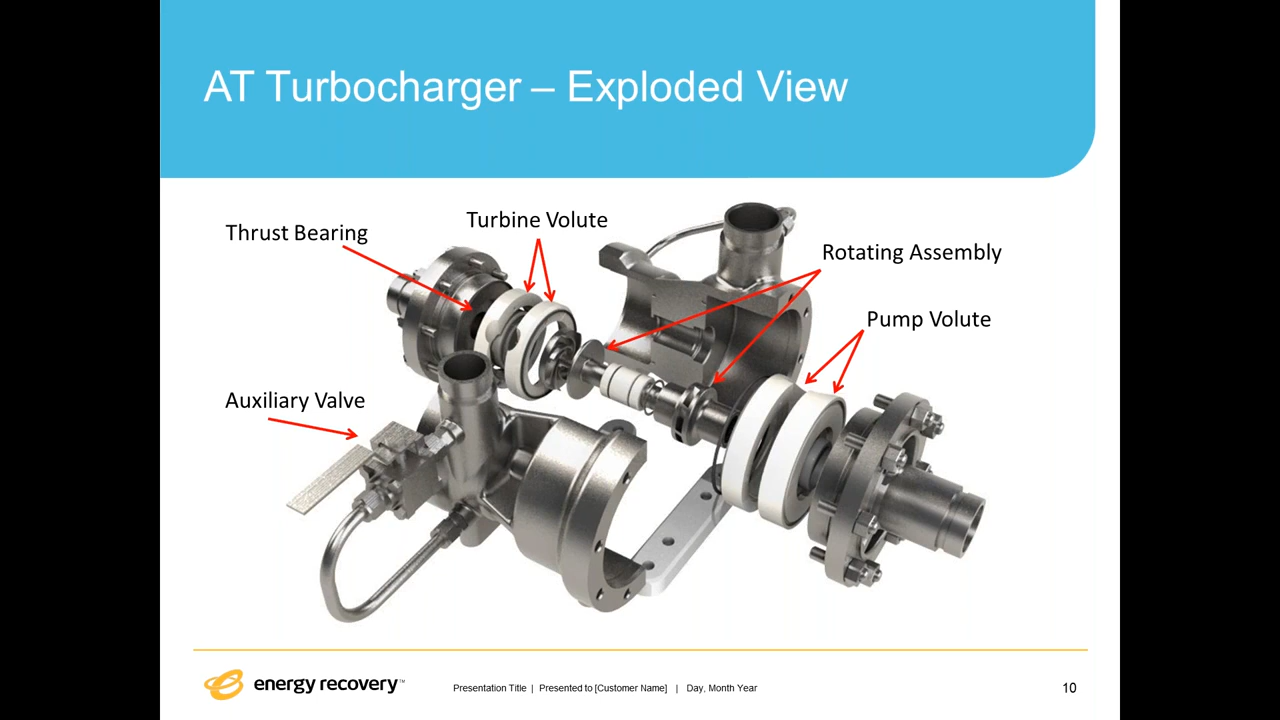 AT Turbocharger – Exploded View
Thrust Bearing
Turbine Volute
Rotating Assembly
Pump Volute
Auxiliary Valve
energy recovery™
Presentation Title | Presented to [Customer Name] | Day, Month Year
10